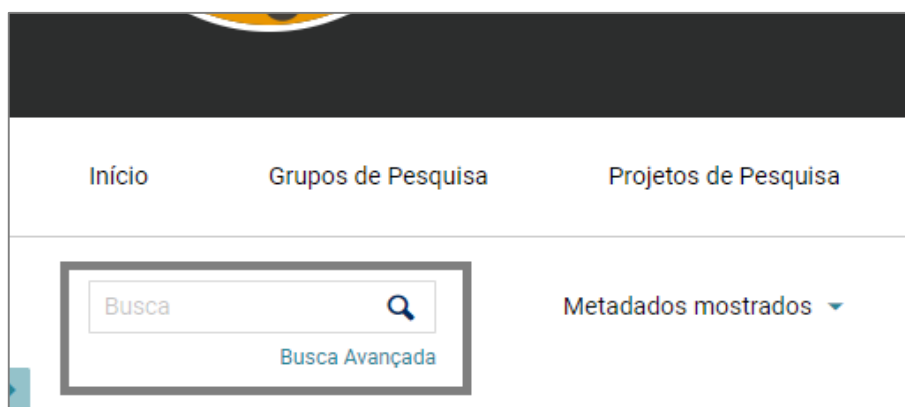 Início Grupos de Pesquisa Projetos de Pesquisa
Busca Metadados mostrados
Busca Avançada